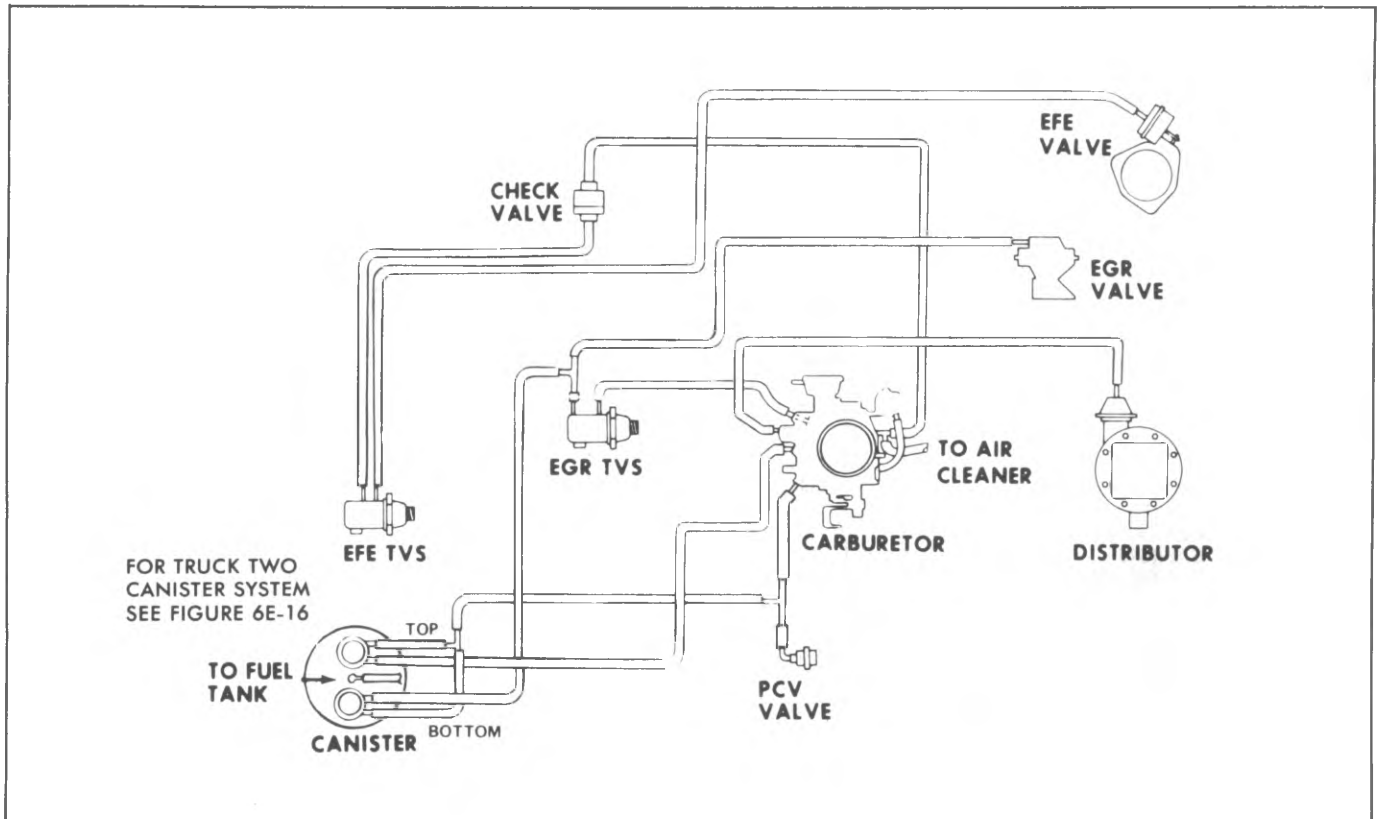 EFE
VALVE
CHECK
VALVE
EGR
VALVE
EGR TVS
TO AIR
CLEANER
CARBURETOR
DISTRIBUTOR
EFE TVS
FOR TRUCK TWO
CANISTER SYSTEM
SEE FIGURE 6E-16
TOP
TO FUEL
TANK
PCV
VALVE
BOTTOM
CANISTER